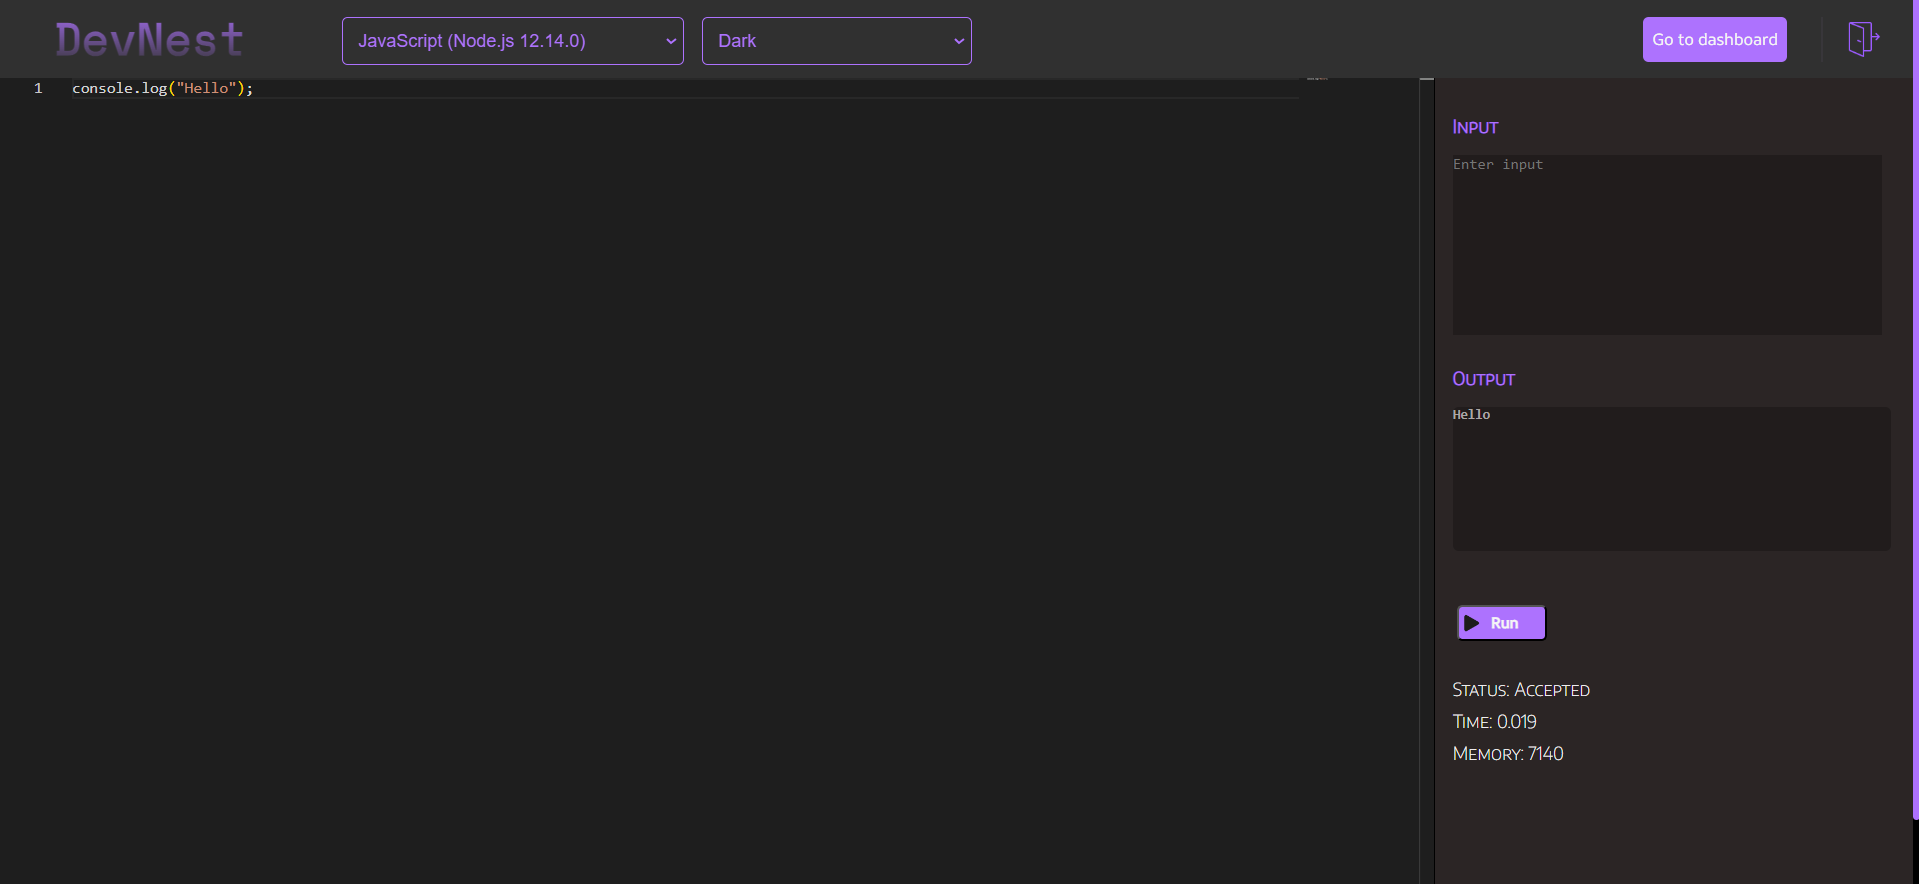 DevNest
JavaScript (Node.js 12.14.0)
Dark
Go to dashboard
1 console.log("Hello");
Input
Enter input
Output
Hello
Run
Status: Accepted
Time: 0.019
Memory: 7140